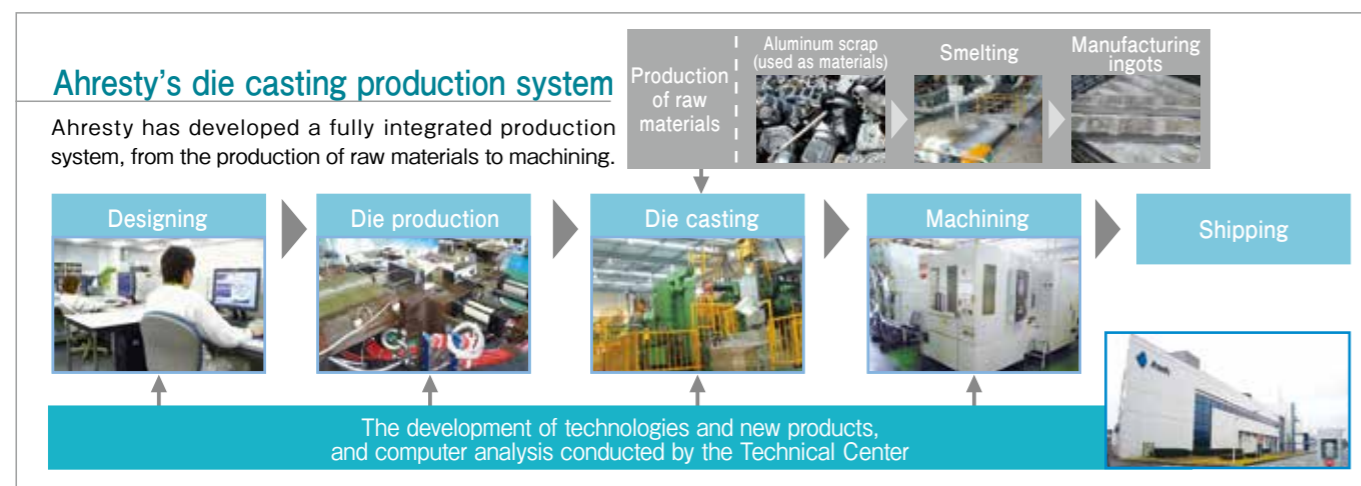 Ahresty's die casting production system
Ahresty has developed a fully integrated production
system, from the production of raw materials to machining.
Production
of raw
materials
Aluminum scrap
(used as materials)
Smelting
Manufacturing
ingots
Designing
Die production
Die casting
Machining
Shipping
The development of technologies and new products,
and computer analysis conducted by the Technical Center
Ahresty